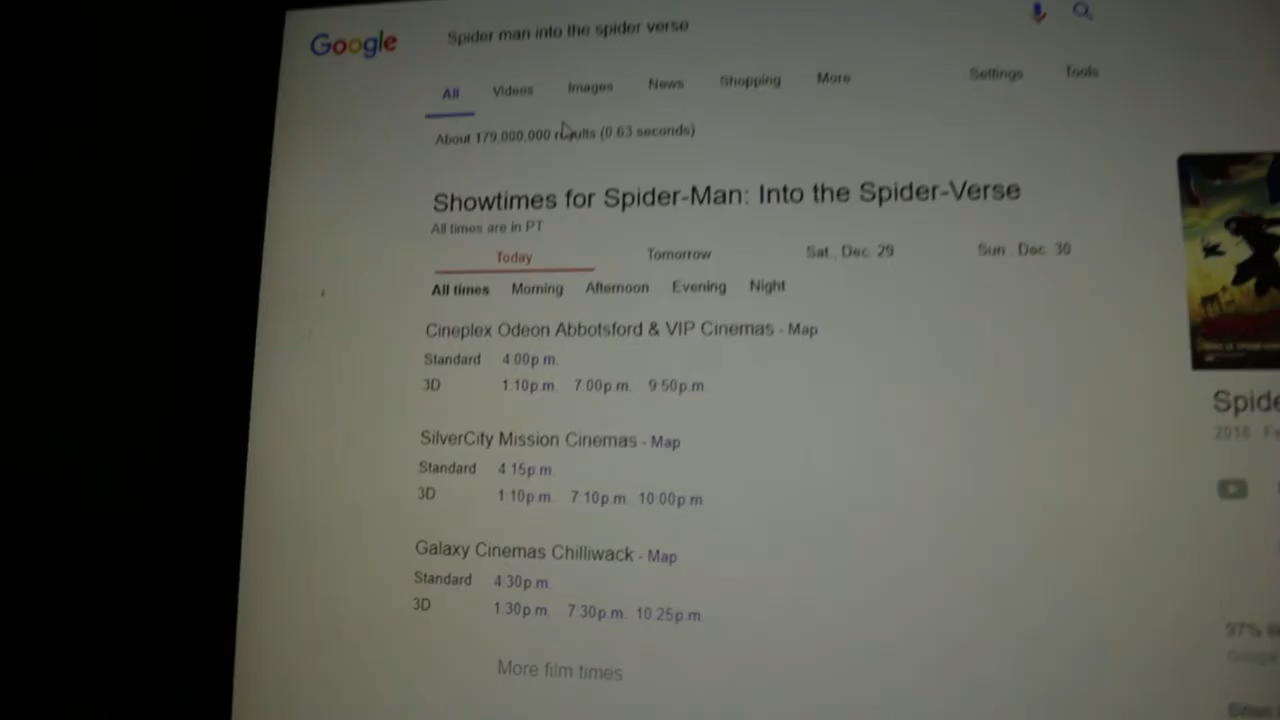 Google Spider man into the spider verse
All Videos Images News Shopping More Settings Tools
About 179,000,000 results (0.63 seconds)
Showtimes for Spider-Man: Into the Spider-Verse
All times are in PT
Today Tomorrow Sat., Dec. 29 Sun., Dec. 30
All times Morning Afternoon Evening Night
Cineplex Odeon Abbotsford & VIP Cinemas - Map
Standard 4:00p.m.
3D 1:10p.m. 7:00p.m. 9:50p.m.
SilverCity Mission Cinemas - Map
Standard 4:15p.m.
3D 1:10p.m. 7:10p.m. 10:00p.m.
Galaxy Cinemas Chilliwack - Map
Standard 4:30p.m.
3D 1:30p.m. 7:30p.m. 10:25p.m.
More film times
Spide
2018
97%
Google